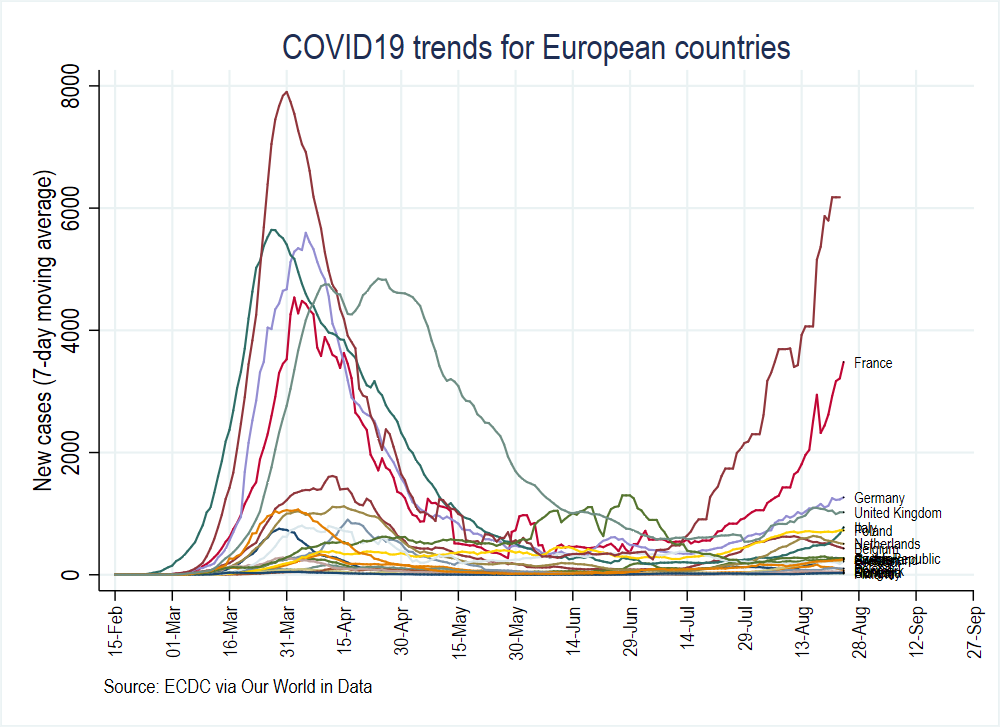 COVID19 trends for European countries
New cases (7-day moving average)
8000
6000
4000
2000
0
France
Germany
United Kingdom
Italy
Poland
Netherlands
Belgium
15-Feb
01-Mar
16-Mar
31-Mar
15-Apr
30-Apr
15-May
30-May
14-Jun
29-Jun
14-Jul
29-Jul
13-Aug
28-Aug
12-Sep
27-Sep
Source: ECDC via Our World in Data